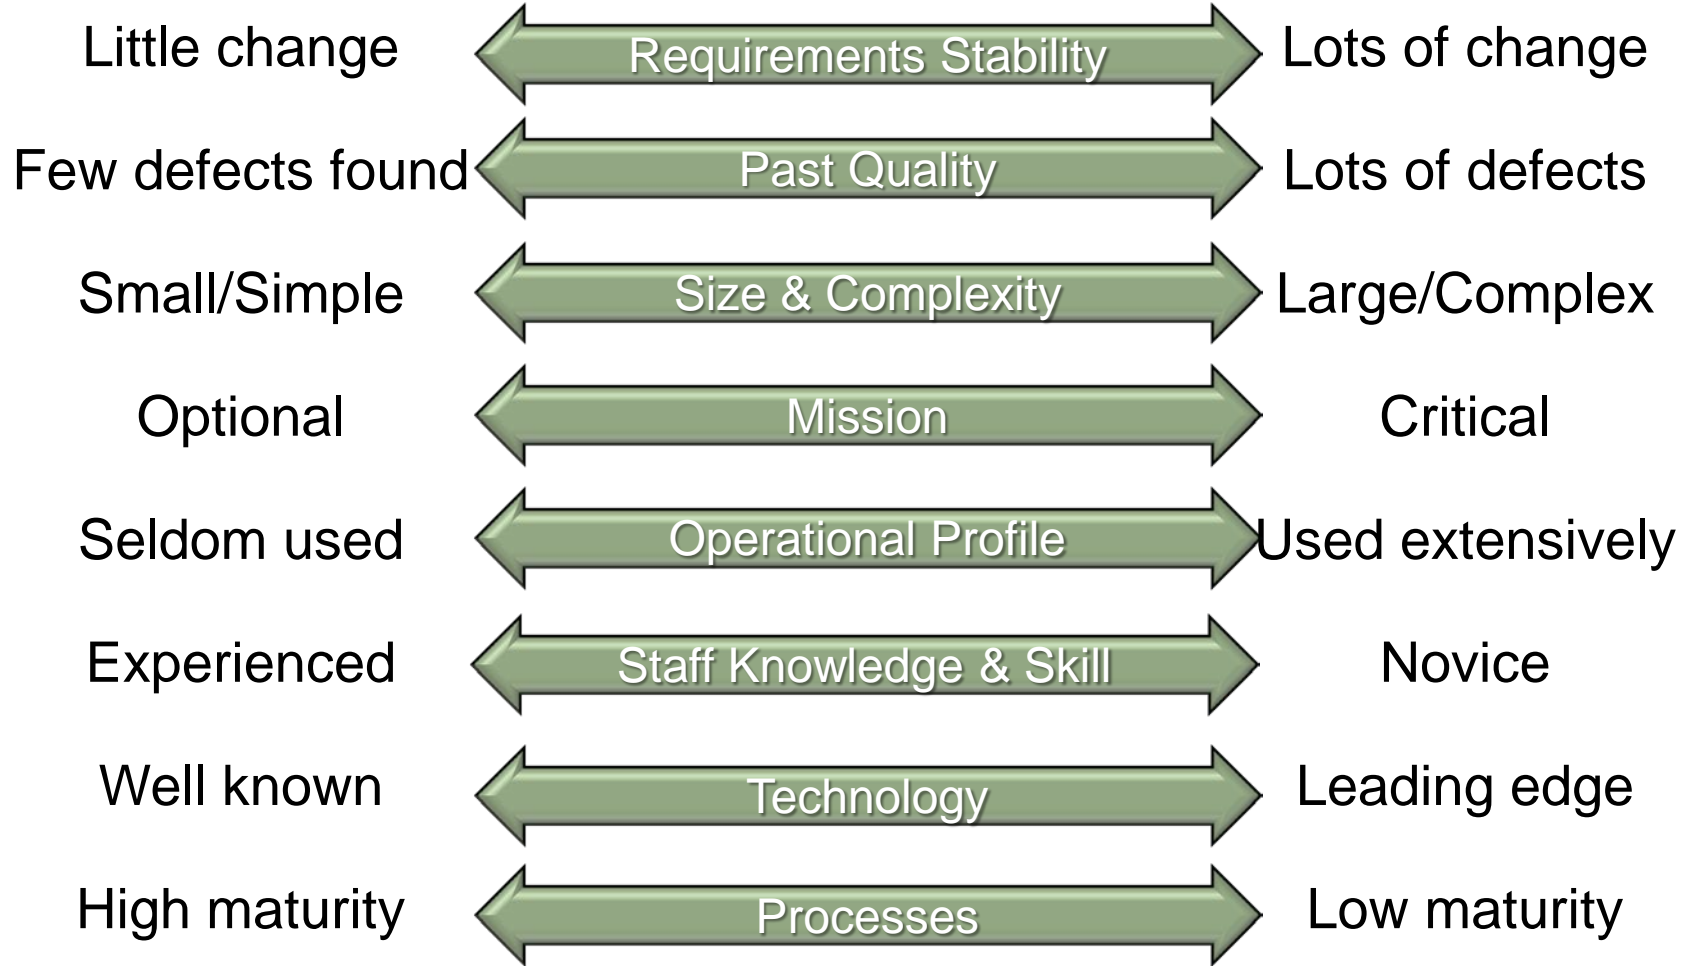 Little change
Requirements Stability
Lots of change
Few defects found
Past Quality
Lots of defects
Small/Simple
Size & Complexity
Large/Complex
Optional
Mission
Critical
Seldom used
Operational Profile
Used extensively
Experienced
Staff Knowledge & Skill
Novice
Well known
Technology
Leading edge
High maturity
Processes
Low maturity